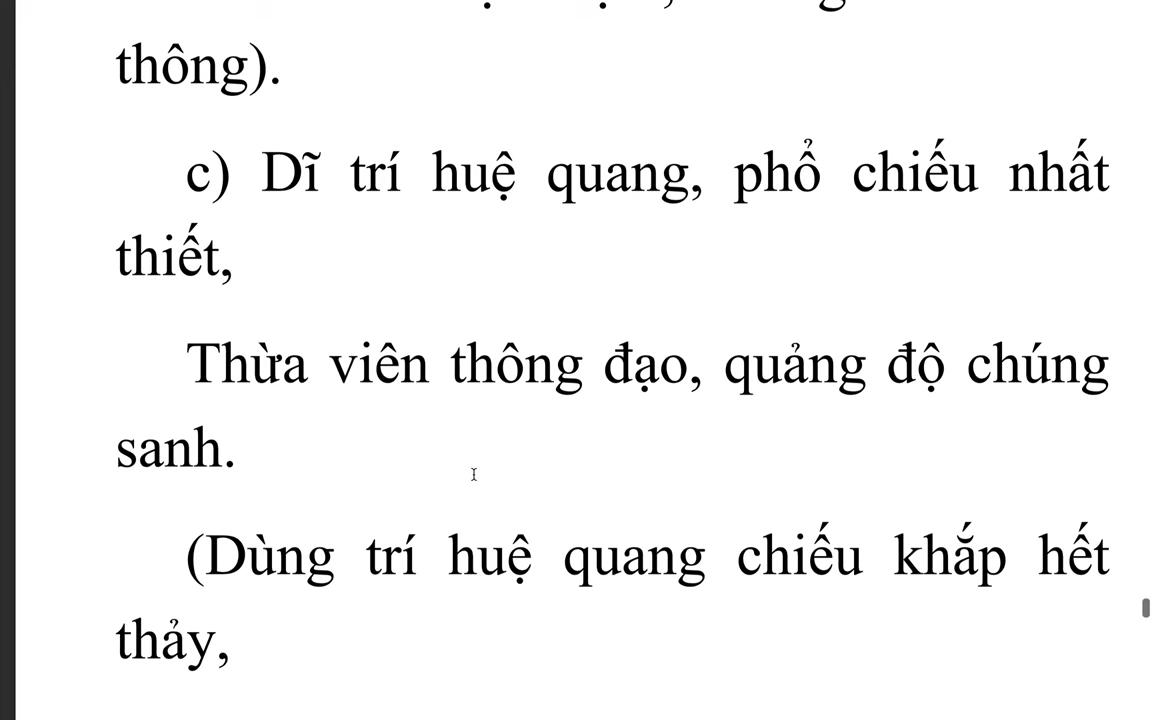 thông).
c) Dĩ trí huệ quang, phổ chiếu nhất
thiết,
Thừa viên thông đạo, quảng độ chúng
sanh.
(Dùng trí huệ quang chiếu khắp hết
thảy,